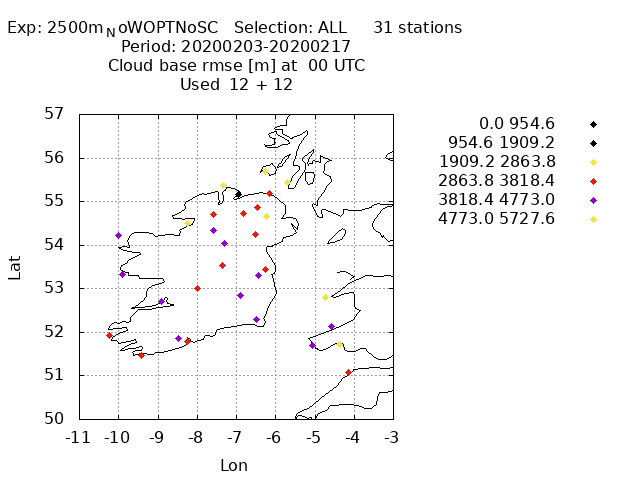 Exp: 2500m_NoWOPTNoSC Selection: ALL 31 stations
Period: 20200203-20200217
Cloud base rmse [m] at 00 UTC
Used 12 + 12
0.0 954.6
954.6 1909.2
1909.2 2863.8
2863.8 3818.4
3818.4 4773.0
4773.0 5727.6
57
56
55
54
53
52
51
50
Lat
-11 -10 -9 -8 -7 -6 -5 -4 -3
Lon